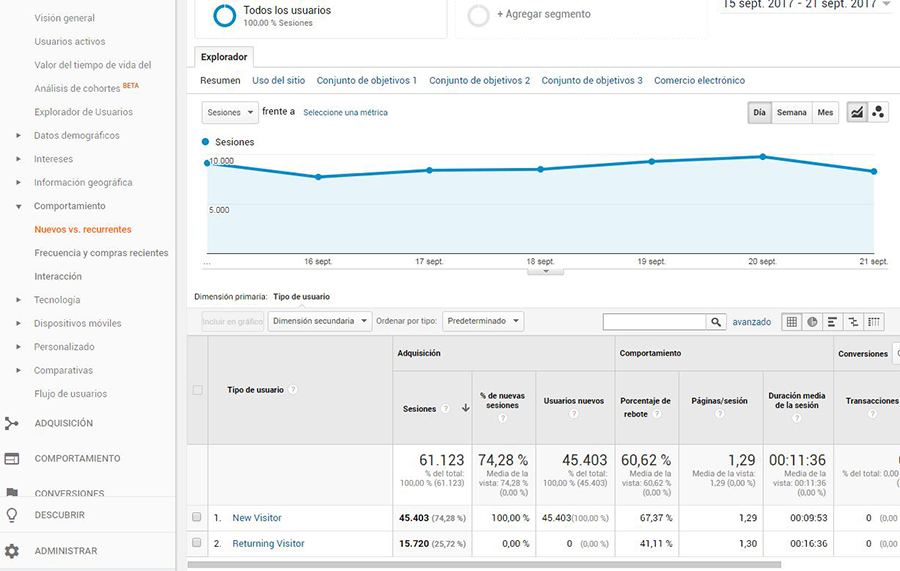 Visión general
Usuarios activos
Valor del tiempo de vida del
Análisis de cohortes BETA
Explorador de Usuarios
Datos demográficos
Intereses
Información geográfica
Comportamiento
Nuevos vs. recurrentes
Frecuencia y compras recientes
Interacción
Tecnología
Dispositivos móviles
Personalizado
Comparativas
Flujo de usuarios
ADQUISICIÓN
COMPORTAMIENTO
CONVERSIONES
DESCUBRIR
ADMINISTRAR
Todos los usuarios
100,00 % Sesiones
+ Agregar segmento
15 sept. 2017 - 21 sept. 2017
Explorador
Resumen Uso del sitio Conjunto de objetivos 1 Conjunto de objetivos 2 Conjunto de objetivos 3 Comercio electrónico
Sesiones frente a Seleccione una métrica
Día Semana Mes
Sesiones
10.000
5.000
... 16 sept. 17 sept. 18 sept. 19 sept. 20 sept. 21 sept.
Dimensión primaria: Tipo de usuario
Incluir en gráfico Dimensión secundaria Ordenar por tipo: Predeterminado avanzado
Adquisición Comportamiento Conversiones
Tipo de usuario ? Sesiones ? % de nuevas sesiones ? Usuarios nuevos ? Porcentaje de rebote ? Páginas/sesión ? Duración media de la sesión ? Transacciones ?
61.123 74,28 % 45.403 60,62 % 1,29 00:11:36
% del total: 100,00 % (61.123) Media de la vista: 74,28 % (0,00 %) % del total: 100,00 % (45.403) Media de la vista: 60,62 % (0,00 %) Media de la vista: 1,29 (0,00 %) Media de la vista: 00:11:36 (0,00 %) % del total: 0,00
1. New Visitor 45.403 (74,28 %) 100,00 % 45.403 (100,00 %) 67,37 % 1,29 00:09:53 0 (0,00
2. Returning Visitor 15.720 (25,72 %) 0,00 % 0 (0,00 %) 41,11 % 1,30 00:16:36 0 (0,00